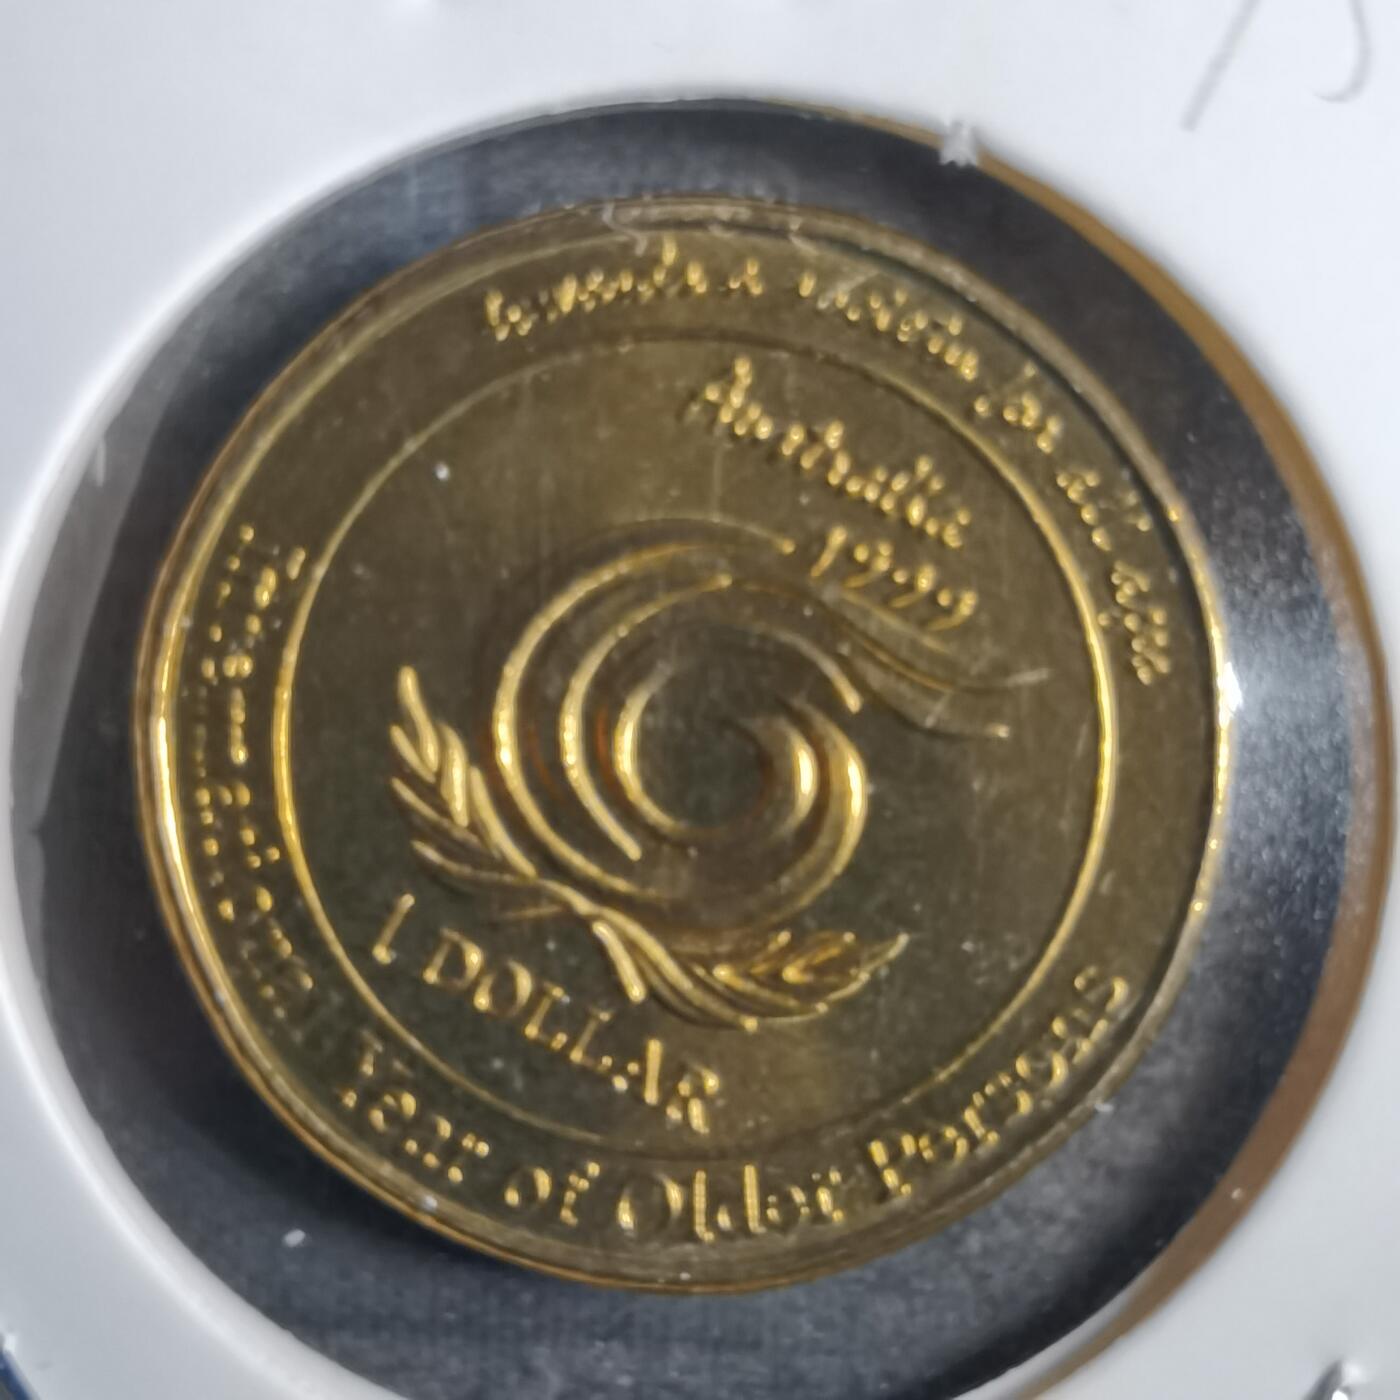 towards a society for all ages
Australia
1999
1 DOLLAR
International Year of Older Persons